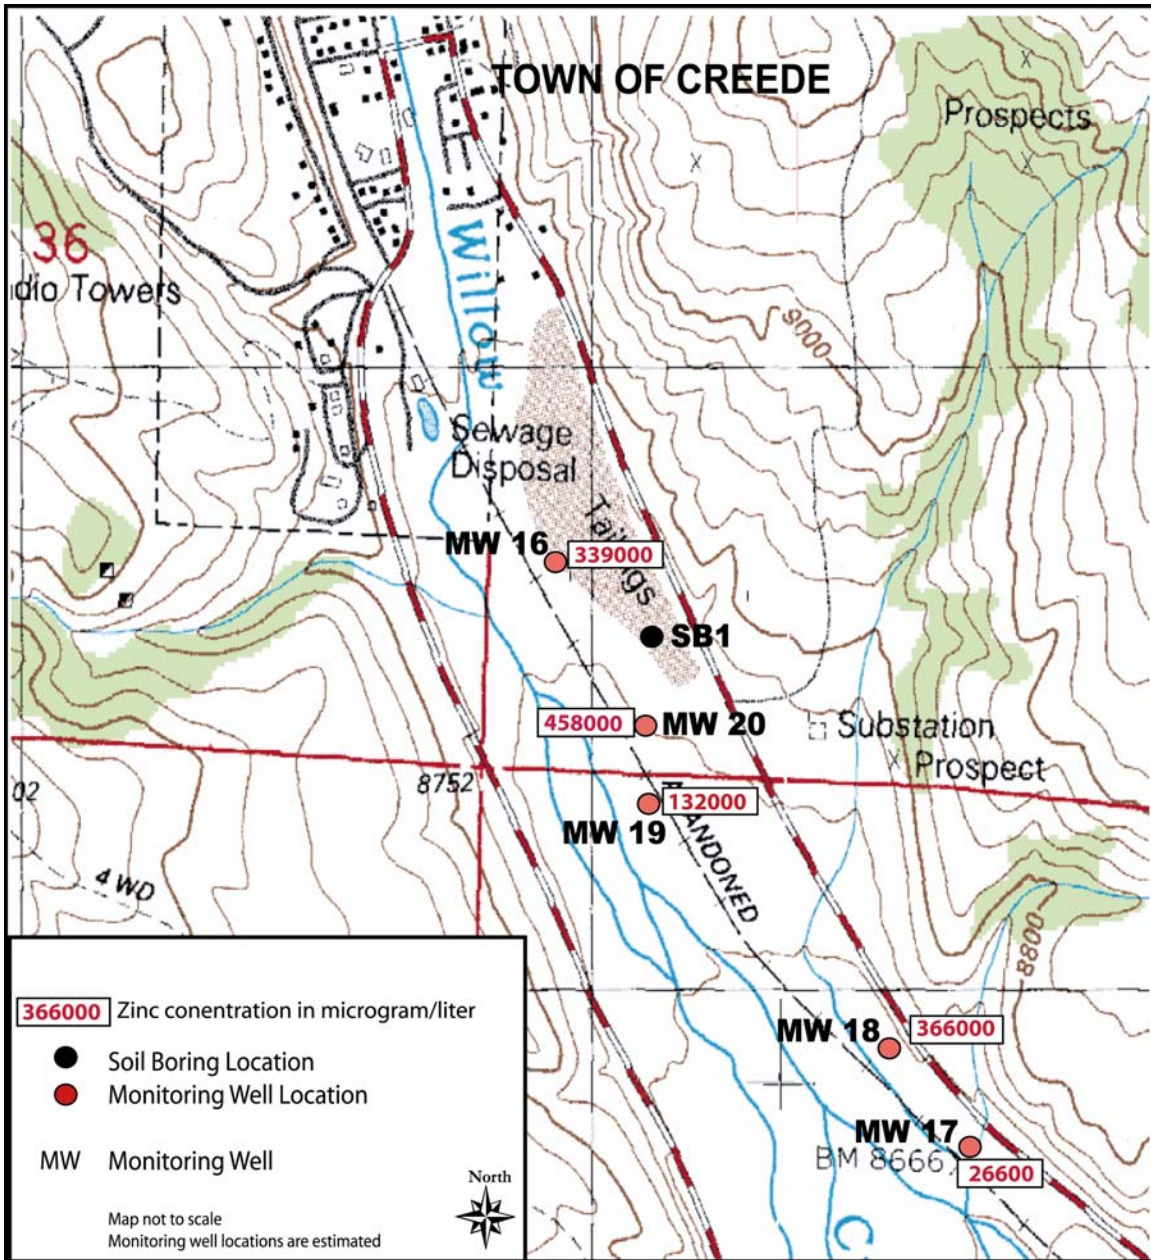 TOWN OF CREEDE
Prospects
36
dio Towers
Willow
9000
Sewage
Disposal
Tailings
MW 16
339000
SB1
458000
MW 20
Substation
Prospect
8752
02
132000
MW 19
ANDONED
4 WD
8800
MW 18
366000
MW 17
BM 8666
26600
C
366000 Zinc conentration in microgram/liter
Soil Boring Location
Monitoring Well Location
MW Monitoring Well
North
Map not to scale
Monitoring well locations are estimated